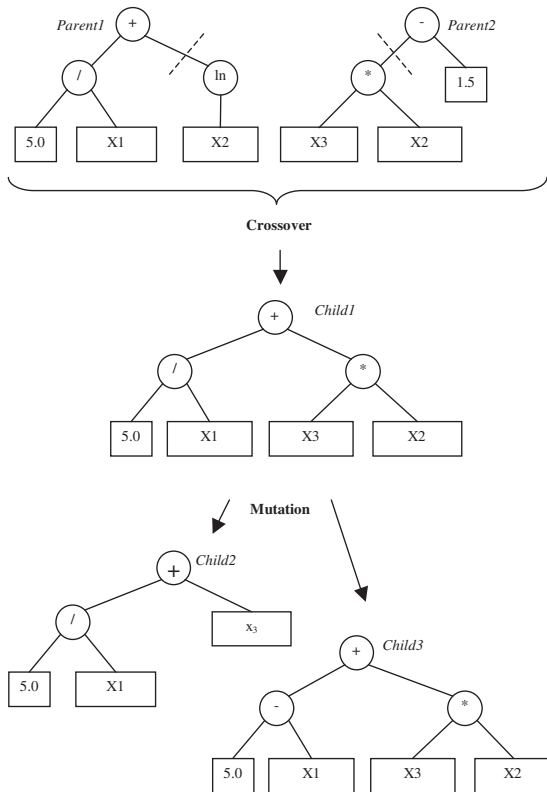 Parent1 + - Parent2
/ ln * 1.5
5.0 X1 X2 X3 X2
Crossover
+ Child1
/ *
5.0 X1 X3 X2
Mutation
+ Child2
/ x₃
5.0 X1
+ Child3
- *
5.0 X1 X3 X2